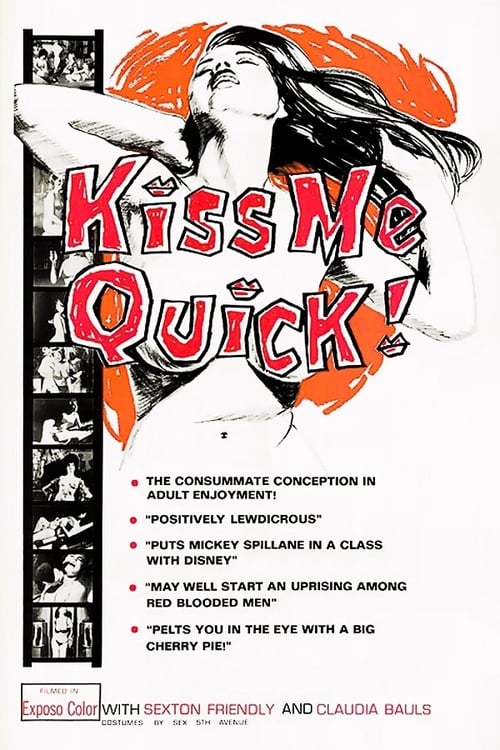 Kiss Me
Quick!
THE CONSUMMATE CONCEPTION IN
ADULT ENJOYMENT!
"POSITIVELY LEWDICROUS"
"PUTS MICKEY SPILLANE IN A CLASS
WITH DISNEY"
"MAY WELL START AN UPRISING AMONG
RED BLOODED MEN"
"PELTS YOU IN THE EYE WITH A BIG
CHERRY PIE!"
FILMED IN
Exposo Color
WITH SEXTON FRIENDLY AND CLAUDIA BAULS
COSTUMES BY SEX 5TH AVENUE